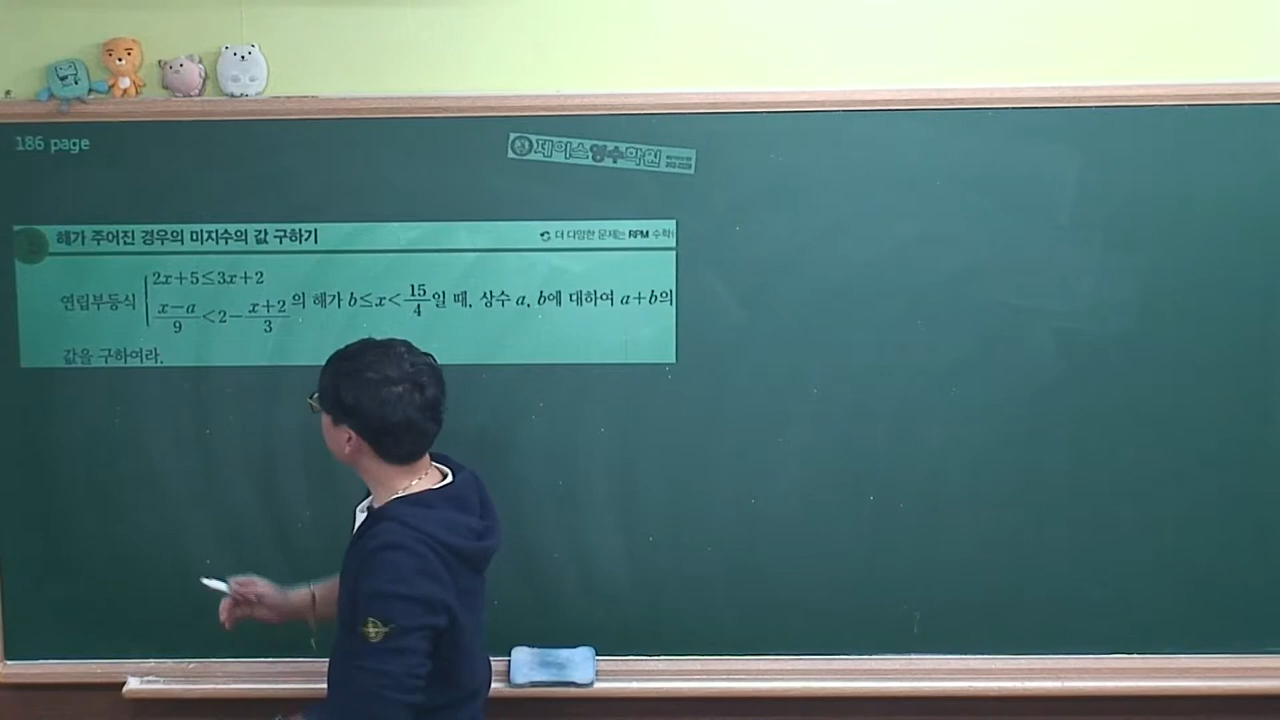 186 page
제이스영수학원
해가 주어진 경우의 미지수의 값 구하기
더 다양한 문제는 RPM 수학
연립부등식 { 2x+5≤3x+2, (x-a)/9 < 2-(x+2)/3 의 해가 b≤x<15/4일 때, 상수 a, b에 대하여 a+b의
값을 구하여라.